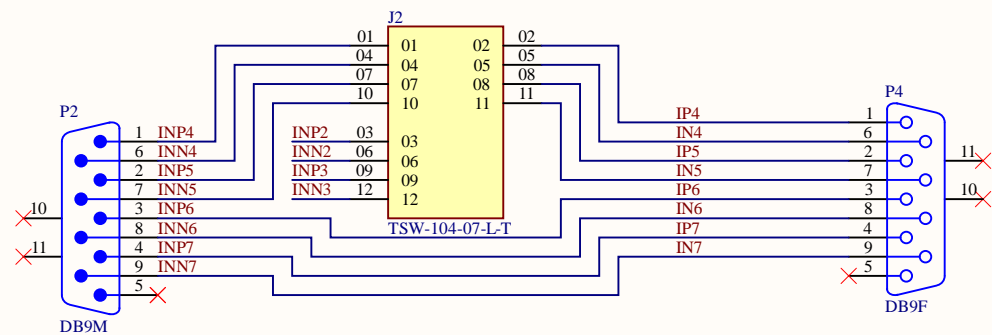 J2
01 01 02 02
04 04 05 05
07 07 08 08
10 10 11 11
INP2 03 03
INN2 06 06
INP3 09 09
INN3 12 12
TSW-104-07-L-T
P2
1 INP4
6 INN4
2 INP5
7 INN5
3 INP6
8 INN6
4 INP7
9 INN7
5
10
11
DB9M
P4
IP4 1
IN4 6
IP5 2
IN5 7
IP6 3
IN6 8
IP7 4
IN7 9
5
11
10
DB9F